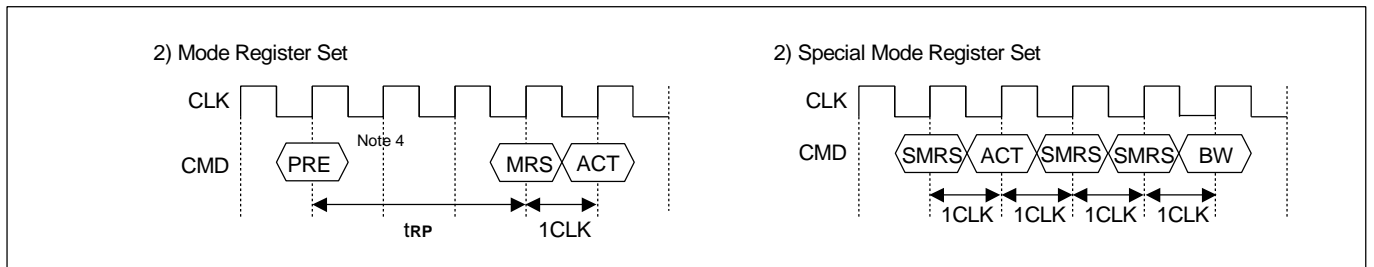 2) Mode Register Set
CLK
Note 4
CMD PRE MRS ACT
tRP 1CLK
2) Special Mode Register Set
CLK
CMD SMRS ACT SMRS SMRS BW
1CLK 1CLK 1CLK 1CLK